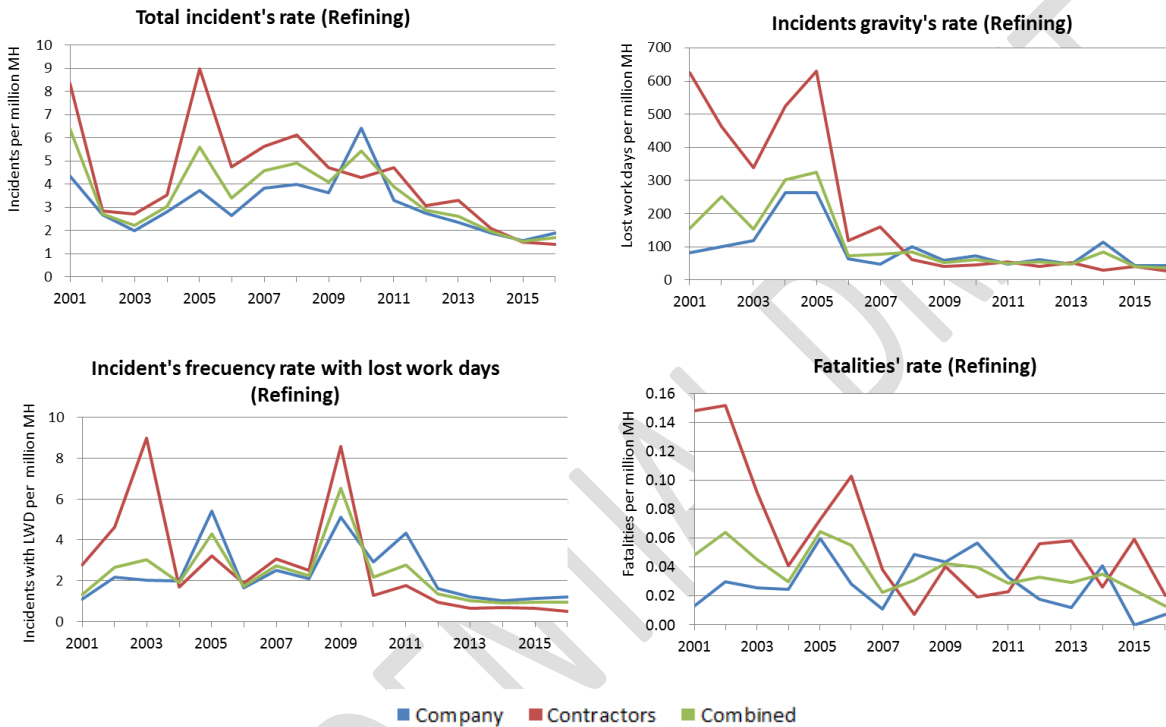 Total incident's rate (Refining)
Incidents per million MH
10
9
8
7
6
5
4
3
2
1
0
2001 2003 2005 2007 2009 2011 2013 2015
Incidents gravity's rate (Refining)
Lost work days per million MH
700
600
500
400
300
200
100
0
2001 2003 2005 2007 2009 2011 2013 2015
Incident's frecuency rate with lost work days
(Refining)
Incidents with LWD per million MH
10
8
6
4
2
0
2001 2003 2005 2007 2009 2011 2013 2015
Fatalities' rate (Refining)
Fatalities per million MH
0.16
0.14
0.12
0.10
0.08
0.06
0.04
0.02
0.00
2001 2003 2005 2007 2009 2011 2013 2015
Company Contractors Combined